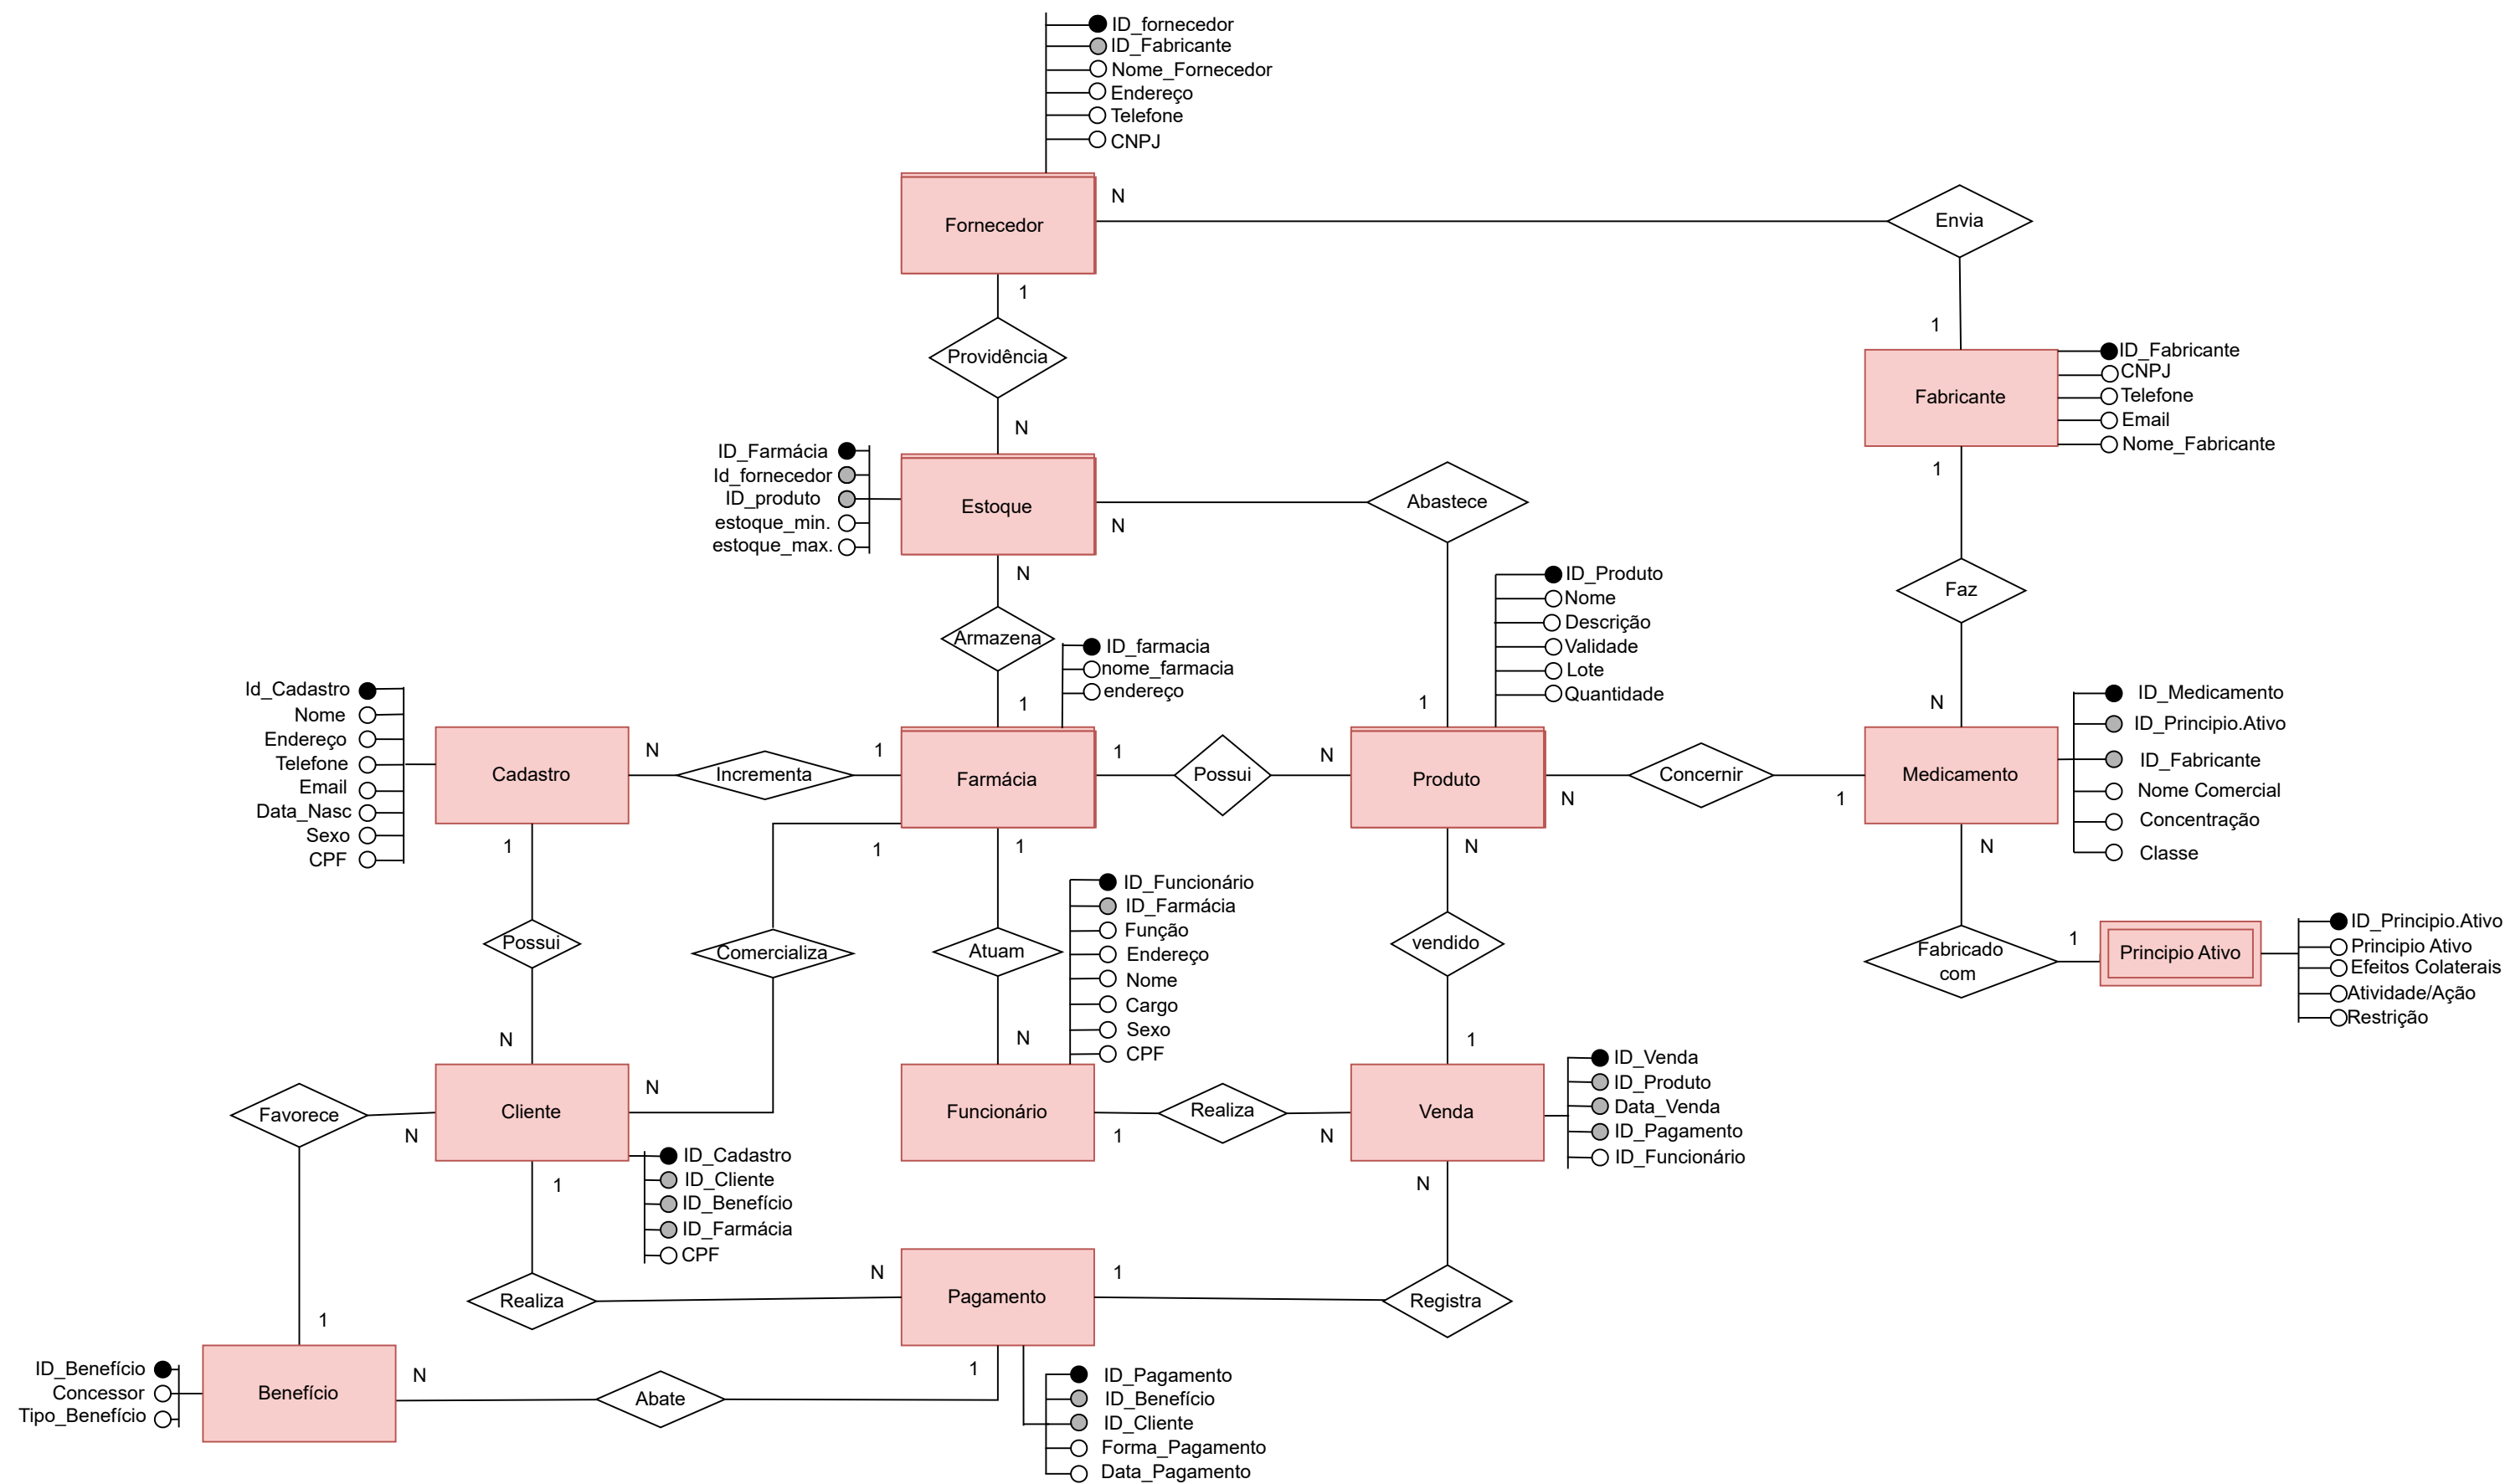 ID_fornecedor
ID_Fabricante
Nome_Fornecedor
Endereço
Telefone
CNPJ
N
Fornecedor
Envia
1
1
Providência
N
ID_Fabricante
CNPJ
Telefone
Email
Nome_Fabricante
Fabricante
1
ID_Farmácia
Id_fornecedor
ID_produto
estoque_min.
estoque_max.
Estoque
N
Abastece
N
Armazena
1
ID_farmacia
nome_farmacia
endereço
ID_Produto
Nome
Descrição
Validade
Lote
Quantidade
1
Faz
N
Id_Cadastro
Nome
Endereço
Telefone
Email
Data_Nasc
Sexo
CPF
Cadastro
N
Incrementa
1
Farmácia
1
Possui
N
Produto
N
Concernir
1
Medicamento
ID_Medicamento
ID_Principio.Ativo
ID_Fabricante
Nome Comercial
Concentração
Classe
1
1
1
N
N
Possui
Comercializa
Atuam
ID_Funcionário
ID_Farmácia
Função
Endereço
Nome
Cargo
Sexo
CPF
vendido
Fabricado
com
1
Principio Ativo
ID_Principio.Ativo
Principio Ativo
Efeitos Colaterais
Atividade/Ação
Restrição
N
N
N
1
Favorece
N
Cliente
Funcionário
1
Realiza
N
Venda
ID_Venda
ID_Produto
Data_Venda
ID_Pagamento
ID_Funcionário
ID_Cadastro
ID_Cliente
ID_Benefício
ID_Farmácia
CPF
1
N
Realiza
N
Pagamento
1
Registra
1
ID_Benefício
Concessor
Tipo_Benefício
Benefício
N
Abate
1
ID_Pagamento
ID_Benefício
ID_Cliente
Forma_Pagamento
Data_Pagamento